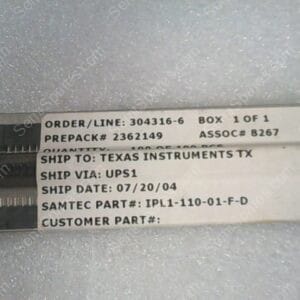 ORDER/LINE: 304316-6 BOX 1 OF 1
PREPACK# 2362149 ASSOC# B267
SHIP TO: TEXAS INSTRUMENTS TX
SHIP VIA: UPS1
SHIP DATE: 07/20/04
SAMTEC PART#: IPL1-110-01-F-D
CUSTOMER PART#: